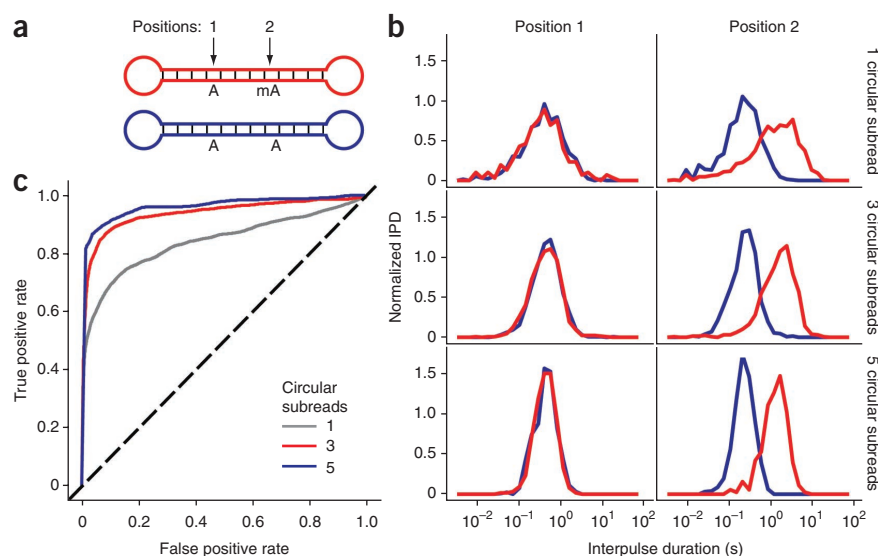 a
Positions: 1 2
A mA
A A
b
Position 1 Position 2
1.5
1.0
0.5
0
1 circular subread
1.5
1.0
0.5
0
3 circular subreads
1.5
1.0
0.5
0
5 circular subreads
Normalized IPD
10⁻² 10⁻¹ 10⁰ 10¹ 10² 10⁻² 10⁻¹ 10⁰ 10¹ 10²
Interpulse duration (s)
c
1.0
0.8
0.6
0.4
0.2
0
True positive rate
Circular
subreads
1
3
5
0 0.2 0.4 0.6 0.8 1.0
False positive rate